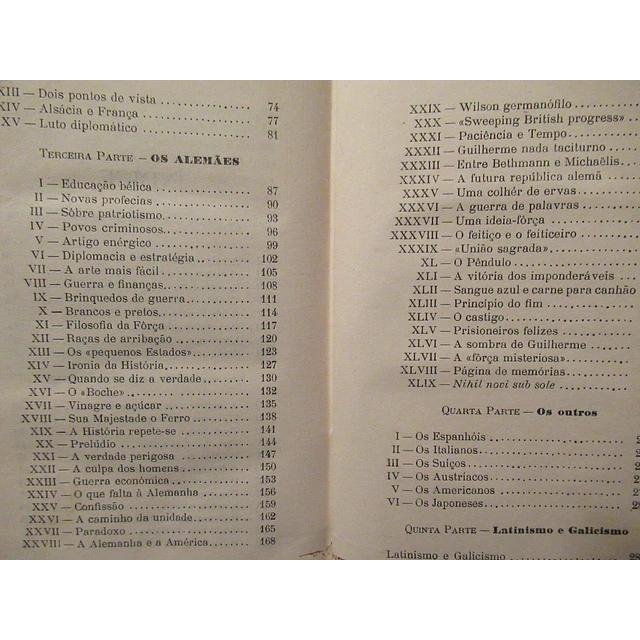 XIII — Dois pontos de vista ............... 74
XIV — Alsácia e França ............... 77
XV — Luto diplomático ............... 81
TERCEIRA PARTE — OS ALEMÃES
I — Educação bélica ............... 87
II — Novas profecias ............... 90
III — Sôbre patriotismo ............... 93
IV — Povos criminosos ............... 96
V — Artigo enérgico ............... 99
VI — Diplomacia e estratégia ............... 102
VII — A arte mais fácil ............... 105
VIII — Guerra e finanças ............... 108
IX — Brinquedos de guerra ............... 111
X — Brancos e pretos ............... 114
XI — Filosofia da Fôrça ............... 117
XII — Raças de arribação ............... 120
XIII — Os «pequenos Estados» ............... 123
XIV — Ironia da História ............... 127
XV — Quando se diz a verdade ............... 130
XVI — O «Boche» ............... 132
XVII — Vinagre e açúcar ............... 135
XVIII — Sua Majestade o Ferro ............... 138
XIX — A História repete-se ............... 141
XX — Prelúdio ............... 144
XXI — A verdade perigosa ............... 147
XXII — A culpa dos homens ............... 150
XXIII — Guerra econômica ............... 153
XXIV — O que falta à Alemanha ............... 156
XXV — Confissão ............... 159
XXVI — A caminho da unidade ............... 162
XXVII — Paradoxo ............... 165
XXVIII — A Alemanha e a América ............... 168
XXIX — Wilson germanófilo ...............
XXX — «Sweeping British progress» ..
XXXI — Paciência e Tempo ...............
XXXII — Guilherme nada taciturno ......
XXXIII — Entre Bethmann e Michaëlis ....
XXXIV — A futura república alemã ......
XXXV — Uma colhér de ervas ...............
XXXVI — A guerra de palavras ...............
XXXVII — Uma ideia-fôrça ...............
XXXVIII — O feitiço e o feiticeiro ...............
XXXIX — «União sagrada» ...............
XL — O Pêndulo ...............
XLI — A vitória dos imponderáveis ......
XLII — Sangue azul e carne para canhão
XLIII — Princípio do fim ...............
XLIV — O castigo ...............
XLV — Prisioneiros felizes ...............
XLVI — A sombra de Guilherme ...............
XLVII — A «fôrça misteriosa» ...............
XLVIII — Página de memórias ...............
XLIX — Nihil novi sub sole ...............
QUARTA PARTE — Os outros
I — Os Espanhóis ...............
II — Os Italianos ...............
III — Os Suíços ...............
IV — Os Austríacos ...............
V — Os Americanos ...............
VI — Os Japoneses ...............
QUINTA PARTE — Latinismo e Galicismo
Latinismo e Galicismo ...............